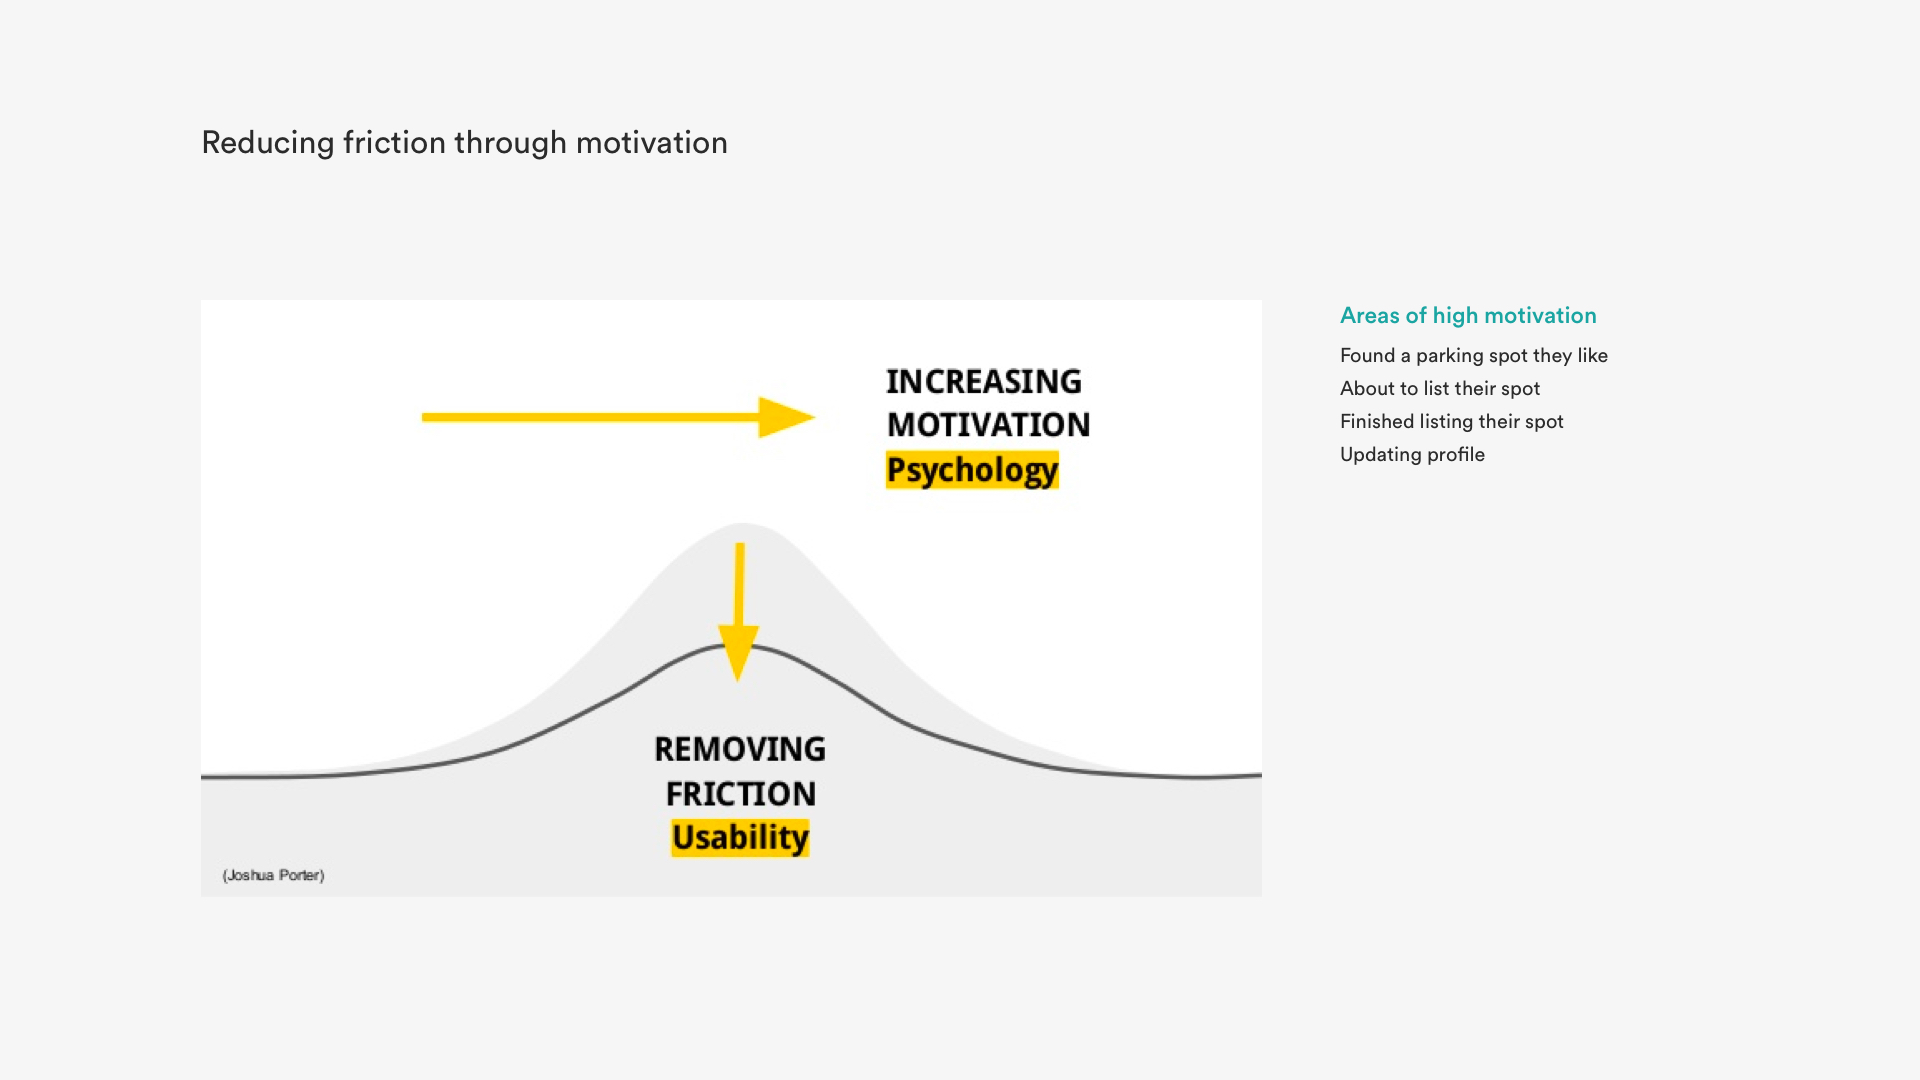 Reducing friction through motivation
INCREASING
MOTIVATION
Psychology
REMOVING
FRICTION
Usability
(Joshua Porter)
Areas of high motivation
Found a parking spot they like
About to list their spot
Finished listing their spot
Updating profile